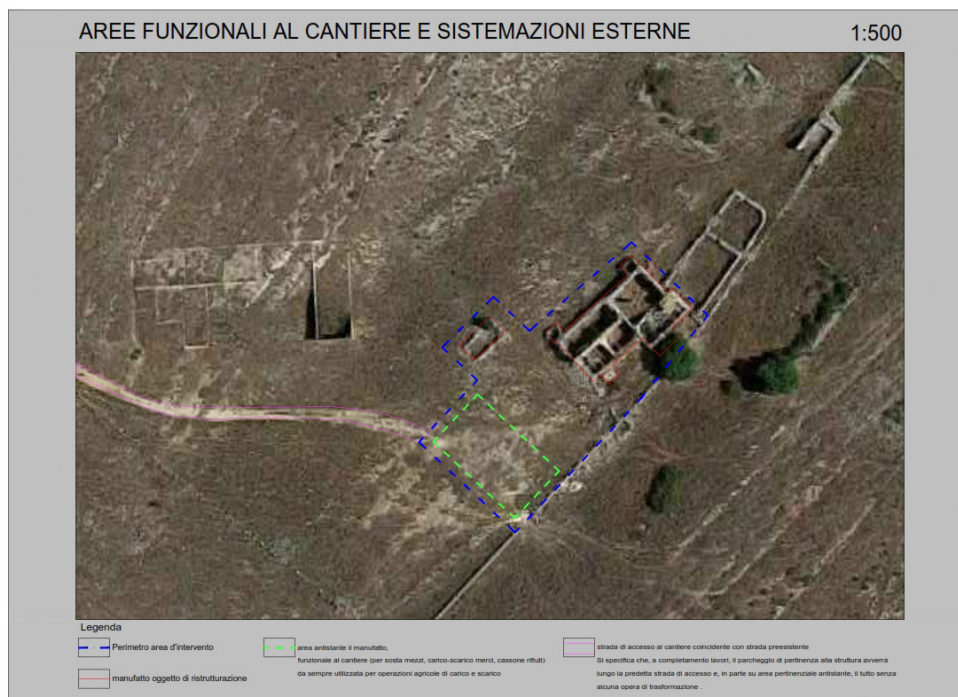 AREE FUNZIONALI AL CANTIERE E SISTEMAZIONI ESTERNE
1:500
Legenda
Perimetro area d'intervento
manufatto oggetto di ristrutturazione
area antistante il manufatto,
funzionale al cantiere (per sosta mezzi, carico-scarico merci, cassone rifiuti)
da sempre utilizzata per operazioni agricole di carico e scarico
strada di accesso al cantiere coincidente con strada preesistente
Si specifica che, a completamento lavori, il parcheggio di pertinenza alla struttura avverrà
lungo la predetta strada di accesso e, in parte su area pertinenziale antistante, il tutto senza
alcuna opera di trasformazione .